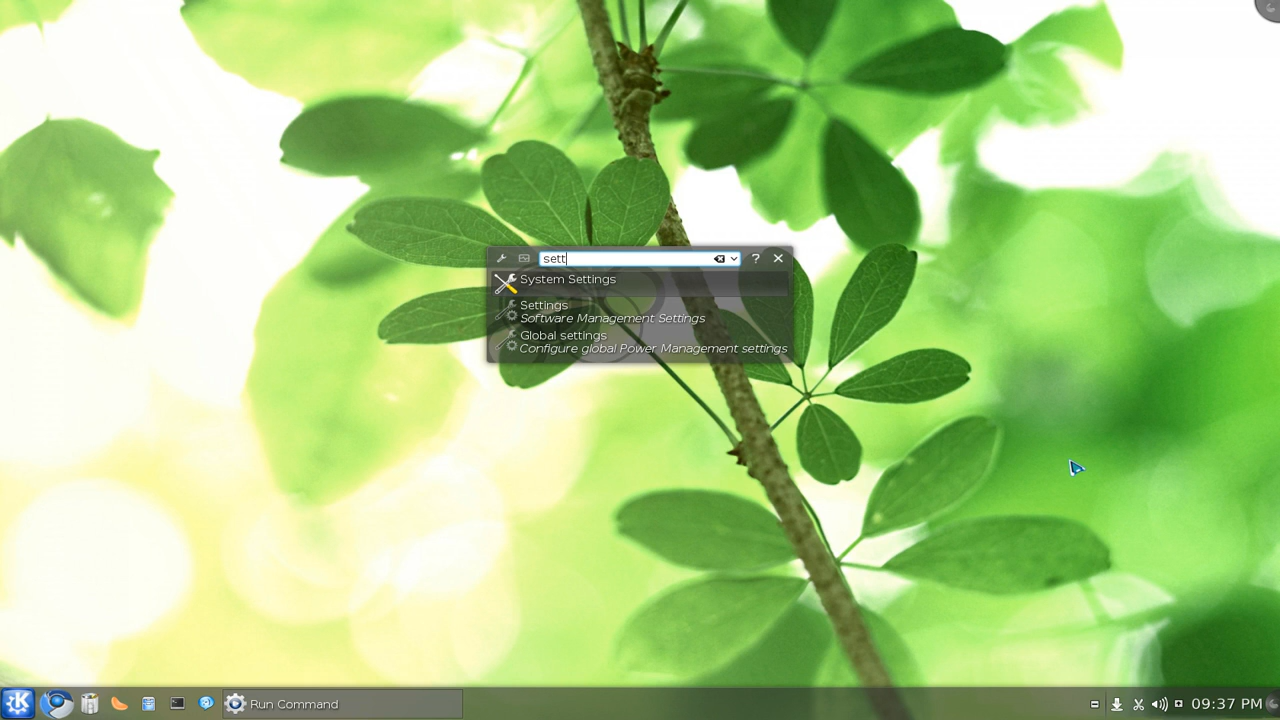 sett
System Settings
Settings
Software Management Settings
Global settings
Configure global Power Management settings
Run Command
09:37 PM